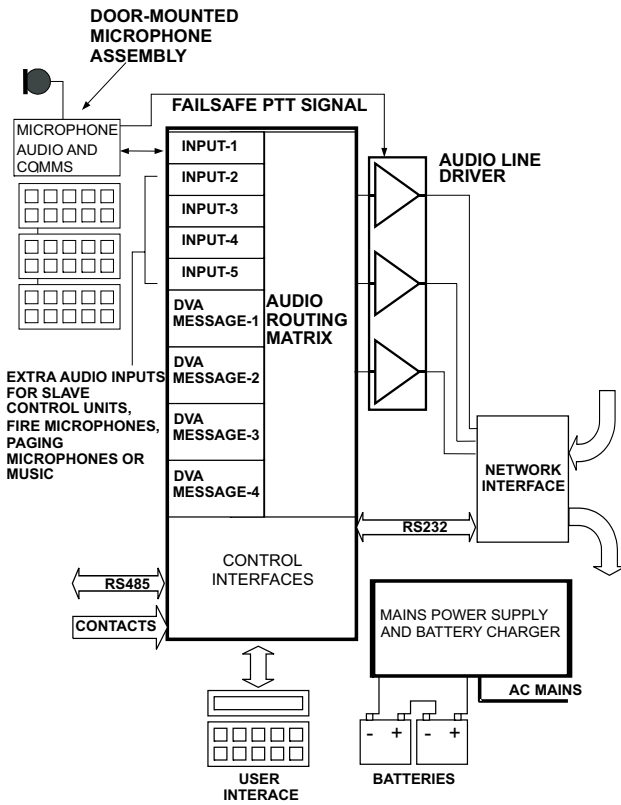 DOOR-MOUNTED
MICROPHONE
ASSEMBLY
FAILSAFE PTT SIGNAL
MICROPHONE
AUDIO AND
COMMS
INPUT-1
INPUT-2
INPUT-3
INPUT-4
INPUT-5
DVA
MESSAGE-1
DVA
MESSAGE-2
DVA
MESSAGE-3
DVA
MESSAGE-4
AUDIO
ROUTING
MATRIX
AUDIO LINE
DRIVER
EXTRA AUDIO INPUTS
FOR SLAVE
CONTROL UNITS,
FIRE MICROPHONES,
PAGING
MICROPHONES OR
MUSIC
NETWORK
INTERFACE
RS232
CONTROL
INTERFACES
RS485
CONTACTS
MAINS POWER SUPPLY
AND BATTERY CHARGER
AC MAINS
- + - +
BATTERIES
USER
INTERACE